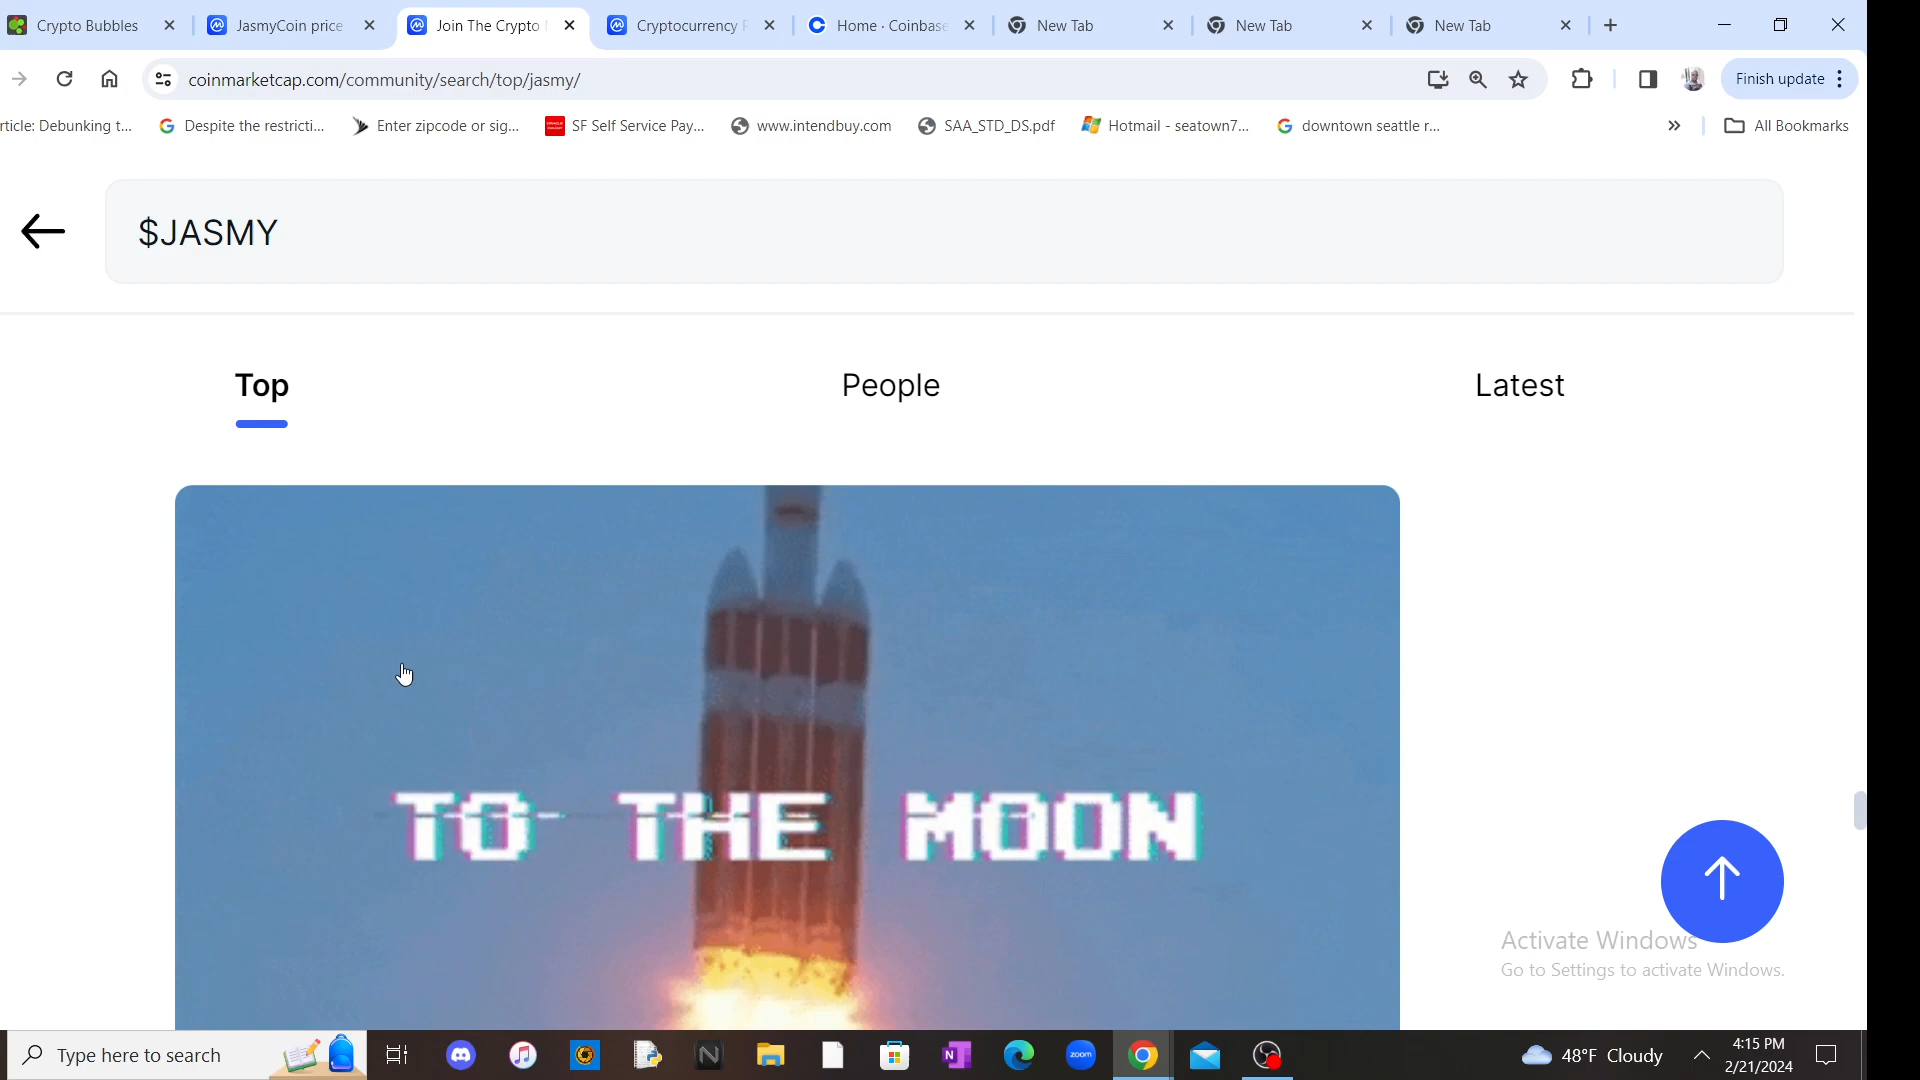 Crypto Bubbles
JasmyCoin price
Join The Crypto
Cryptocurrency P
Home · Coinbase
New Tab
New Tab
New Tab
coinmarketcap.com/community/search/top/jasmy/
Finish update
rticle: Debunking t...
Despite the restricti...
Enter zipcode or sig...
SF Self Service Pay...
www.intendbuy.com
SAA_STD_DS.pdf
Hotmail - seatown7...
downtown seattle r...
All Bookmarks
$JASMY
Top
People
Latest
TO THE MOON
Activate Windows
Go to Settings to activate Windows.
Type here to search
zoom
48°F Cloudy
4:15 PM
2/21/2024